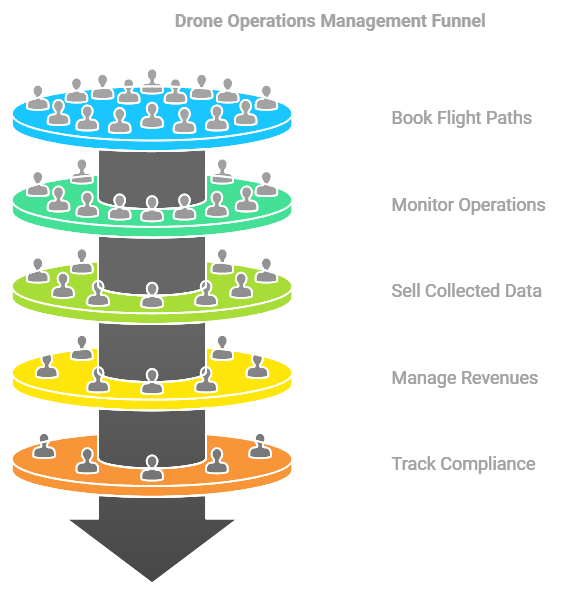 Drone Operations Management Funnel
Book Flight Paths
Monitor Operations
Sell Collected Data
Manage Revenues
Track Compliance